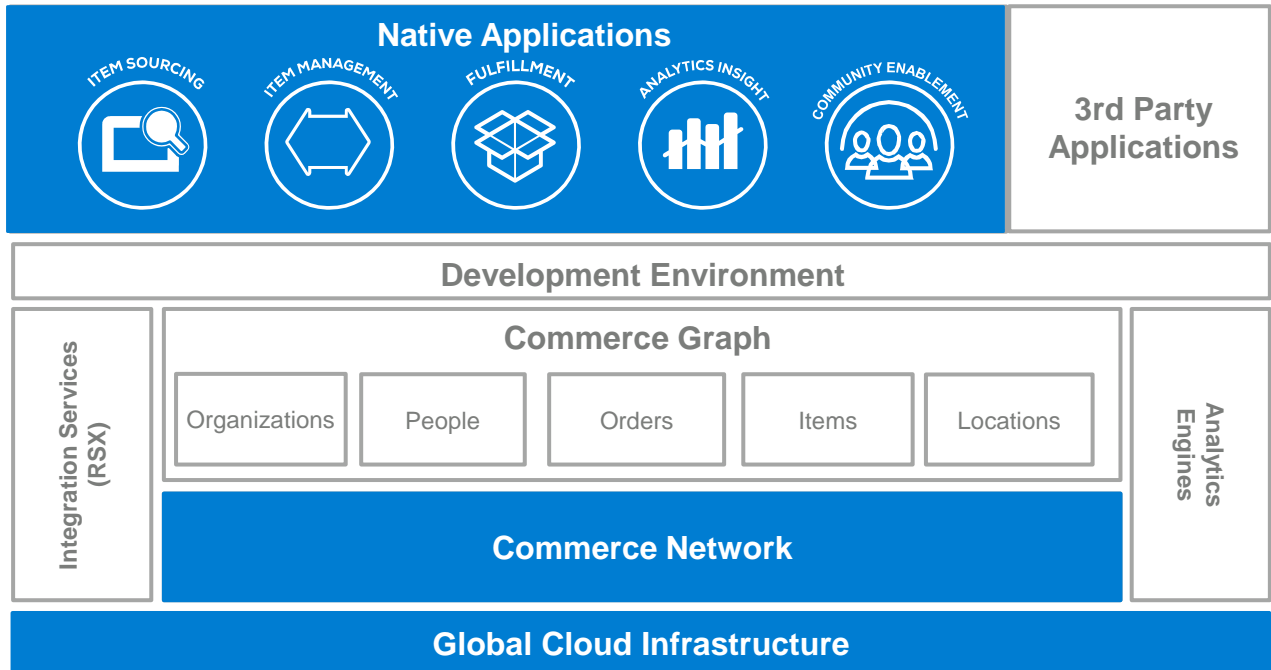 Native Applications
ITEM SOURCING
ITEM MANAGEMENT
FULFILLMENT
ANALYTICS INSIGHT
COMMUNITY ENABLEMENT
3rd Party
Applications
Development Environment
Integration Services
(RSX)
Commerce Graph
Organizations
People
Orders
Items
Locations
Analytics
Engines
Commerce Network
Global Cloud Infrastructure